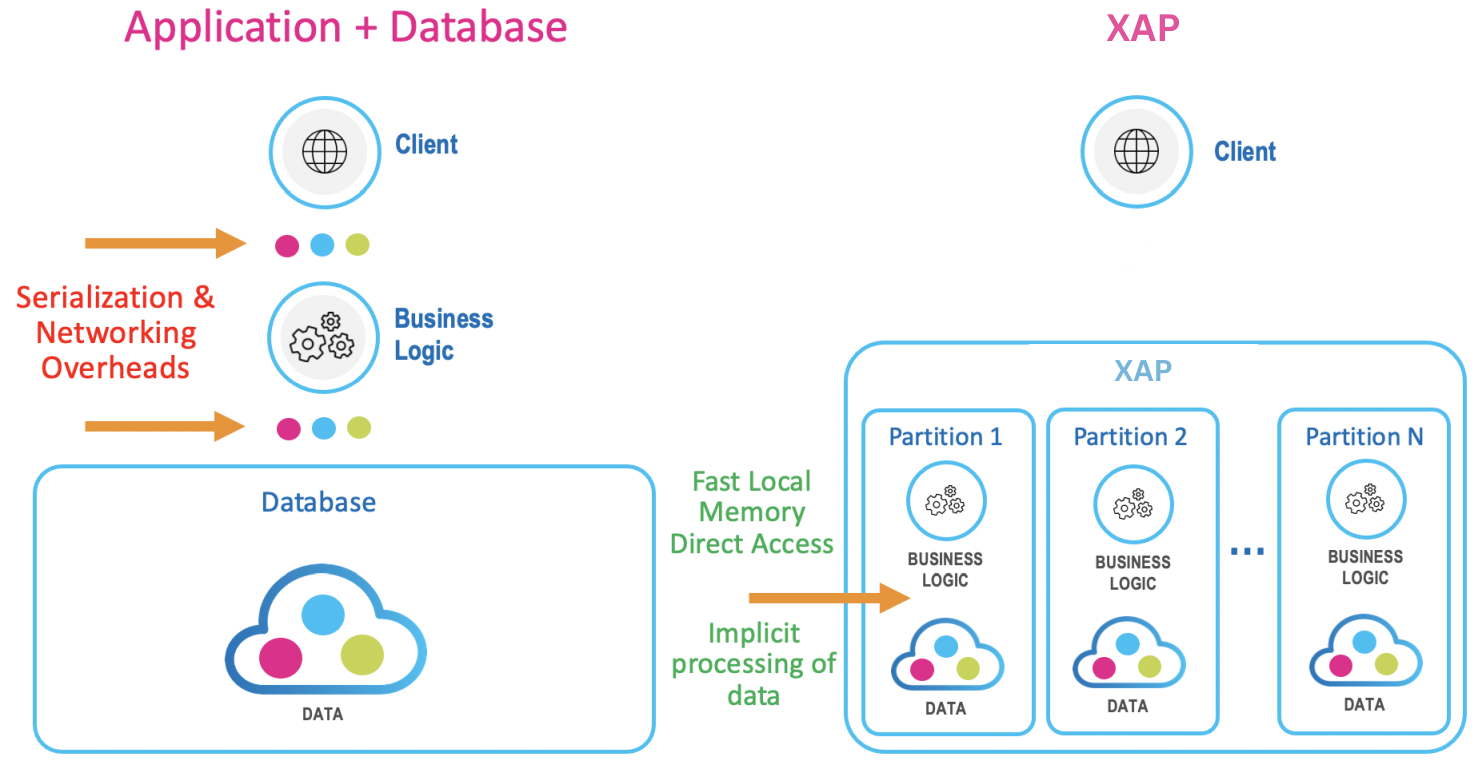 Application + Database
Client
Serialization &
Networking
Overheads
Business
Logic
Database
DATA
XAP
Client
Fast Local
Memory
Direct Access
Implicit
processing of
data
XAP
Partition 1
BUSINESS
LOGIC
DATA
Partition 2
BUSINESS
LOGIC
DATA
...
Partition N
BUSINESS
LOGIC
DATA